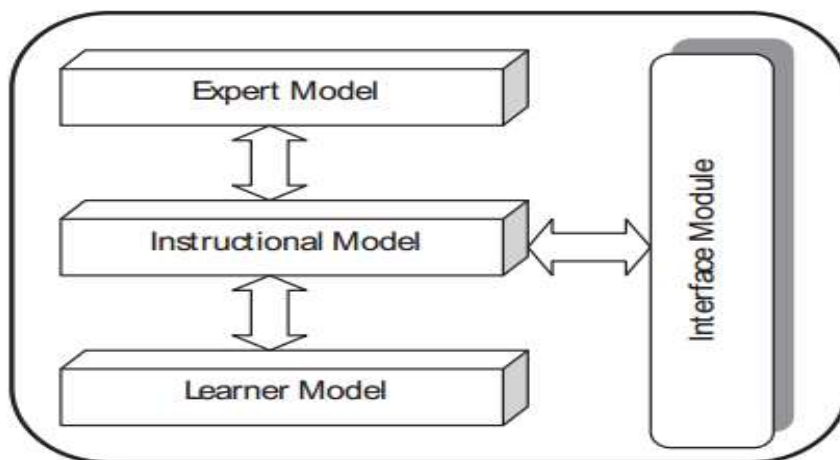 Expert Model
Instructional Model
Learner Model
Interface Module